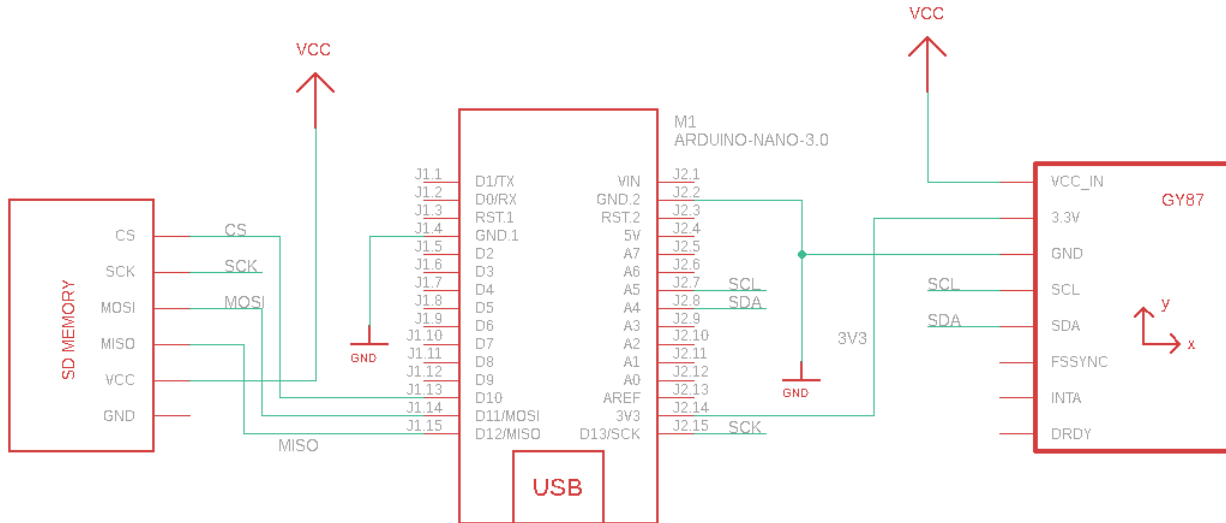 VCC
VCC
M1
ARDUINO-NANO-3.0
SD MEMORY
CS
SCK
MOSI
MISO
VCC
GND
CS
SCK
MOSI
MISO
GND
J1.1
J1.2
J1.3
J1.4
J1.5
J1.6
J1.7
J1.8
J1.9
J1.10
J1.11
J1.12
J1.13
J1.14
J1.15
D1/TX
D0/RX
RST.1
GND.1
D2
D3
D4
D5
D6
D7
D8
D9
D10
D11/MOSI
D12/MISO
VIN
GND.2
RST.2
5V
A7
A6
A5
A4
A3
A2
A1
A0
AREF
3V3
D13/SCK
J2.1
J2.2
J2.3
J2.4
J2.5
J2.6
J2.7
J2.8
J2.9
J2.10
J2.11
J2.12
J2.13
J2.14
J2.15
USB
SCL
SDA
SCK
3V3
GND
SCL
SDA
VCC_IN
3.3V
GND
SCL
SDA
FSSYNC
INTA
DRDY
GY87
y
x